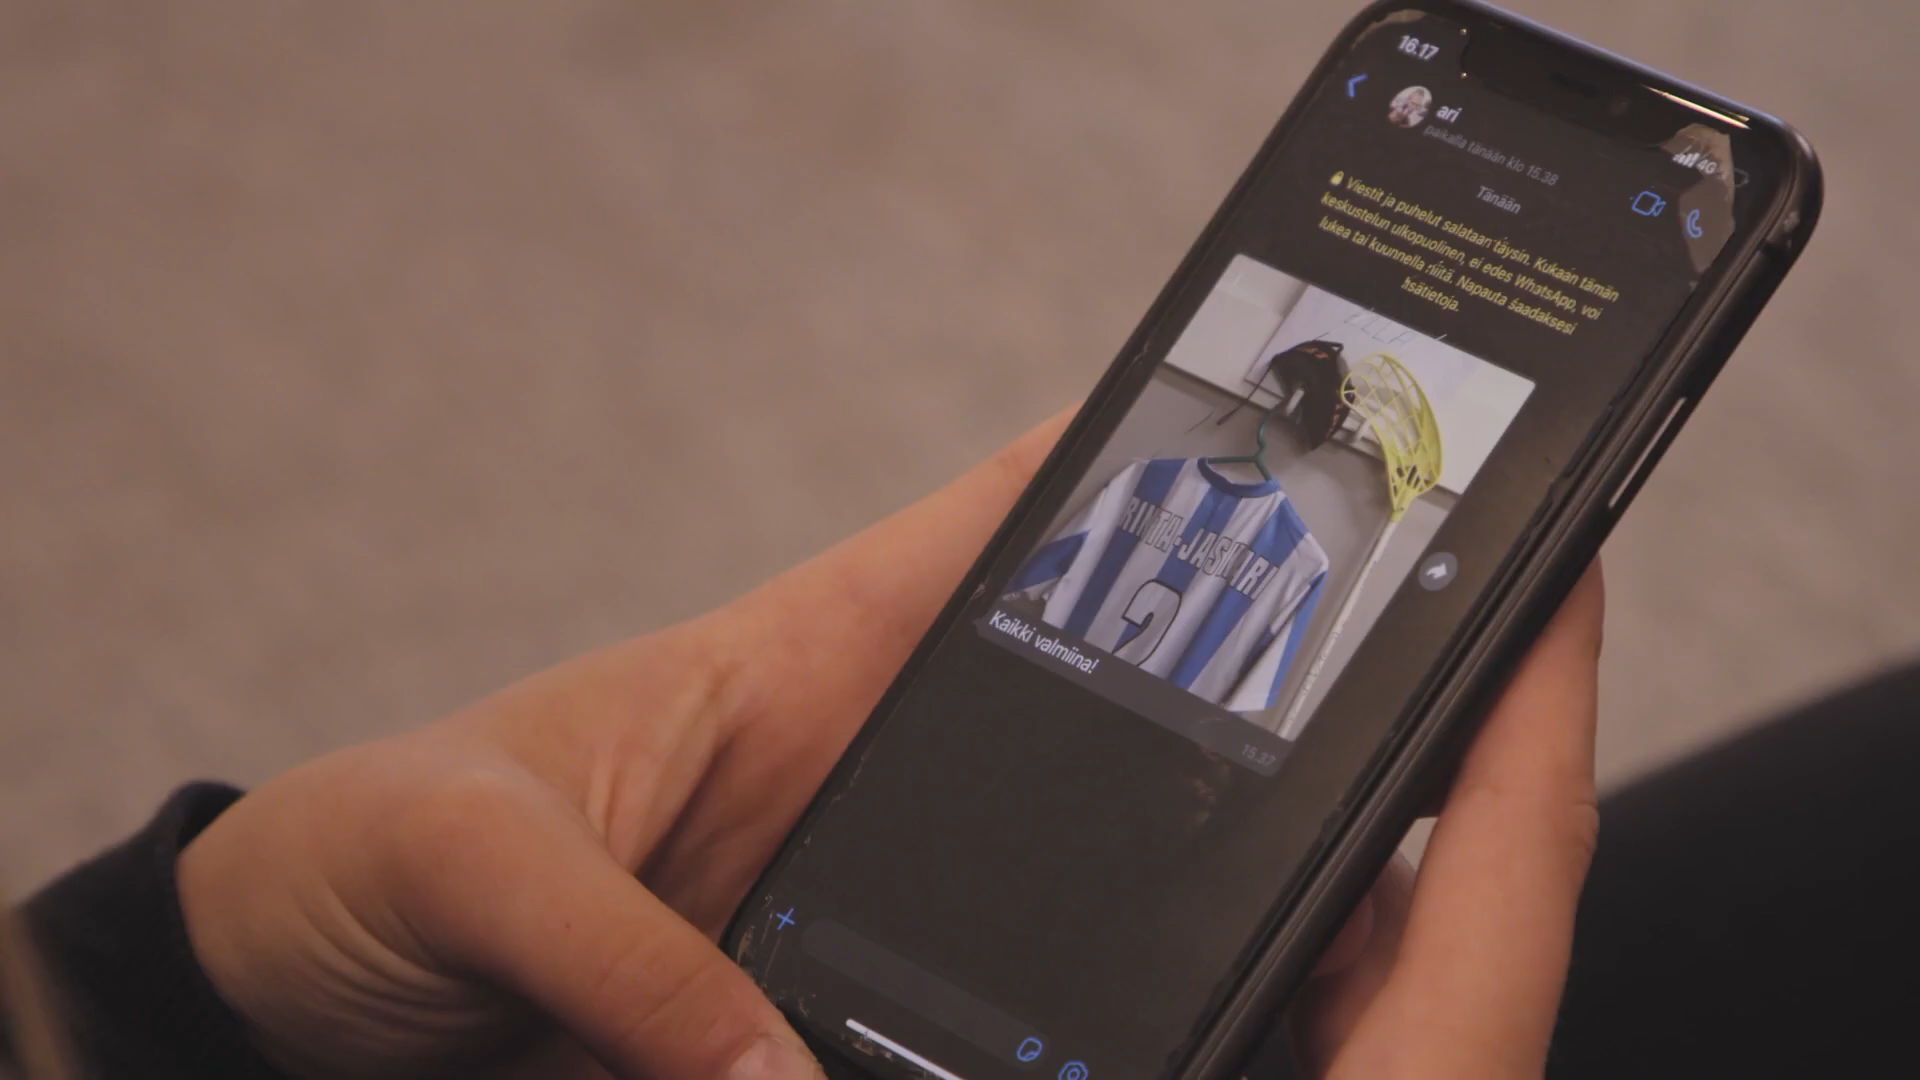 16.17
4G
ari
paikalla tänään klo 15.38
Tänään
Viestit ja puhelut salataan täysin. Kukaan tämän
keskustelun ulkopuolinen, ei edes WhatsApp, voi
lukea tai kuunnella niitä. Napauta saadaksesi
lisätietoja.
RINTA-JASKARI
2
Kaikki valmiina!
15.37